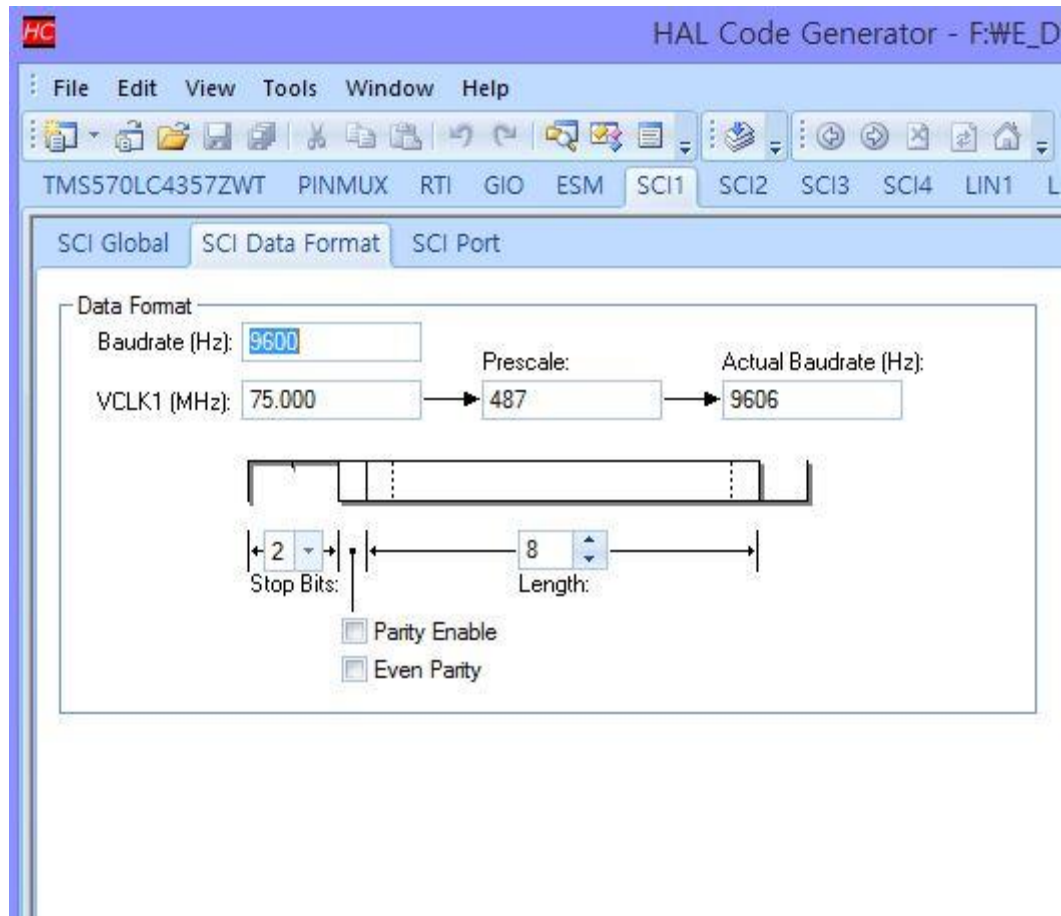 HC
HAL Code Generator - F:₩E_D
File Edit View Tools Window Help
TMS570LC4357ZWT PINMUX RTI GIO ESM SCI1 SCI2 SCI3 SCI4 LIN1 L
SCI Global SCI Data Format SCI Port
Data Format
Baudrate (Hz): 9600
Prescale: Actual Baudrate (Hz):
VCLK1 (MHz): 75.000 487 9606
2 8
Stop Bits: Length:
Parity Enable
Even Parity